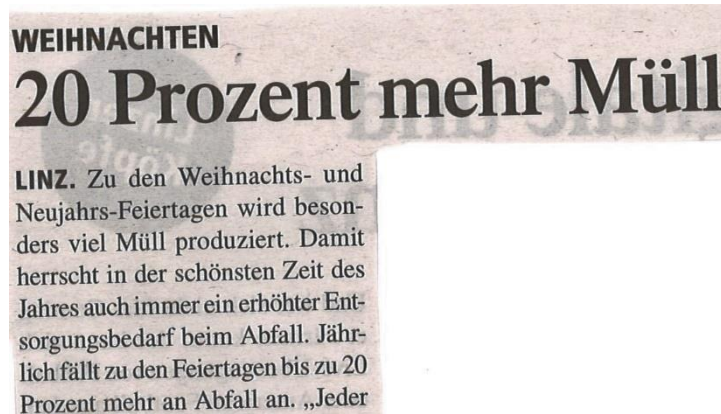 WEIHNACHTEN
20 Prozent mehr Müll
LINZ. Zu den Weihnachts- und
Neujahrs-Feiertagen wird beson-
ders viel Müll produziert. Damit
herrscht in der schönsten Zeit des
Jahres auch immer ein erhöhter Ent-
sorgungsbedarf beim Abfall. Jähr-
lich fällt zu den Feiertagen bis zu 20
Prozent mehr an Abfall an. „Jeder